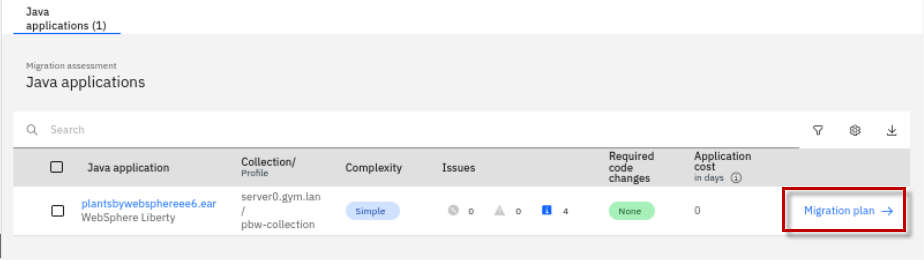 Java
applications (1)
Migration assessment
Java applications
Search
Java application
Collection/
Profile
Complexity
Issues
Required
code
changes
Application
cost
in days
plantsbywebsphereee6.ear
WebSphere Liberty
server0.gym.lan
/
pbw-collection
Simple
0
0
4
None
0
Migration plan →